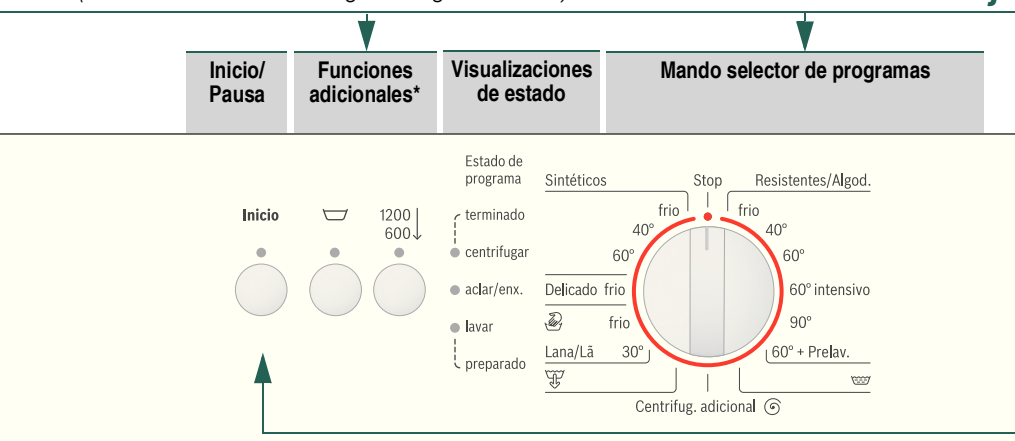 Inicio/
Pausa
Funciones
adicionales*
Visualizaciones
de estado
Mando selector de programas
Estado de
programa
Inicio
1200
600
terminado
centrifugar
aclar/enx.
lavar
preparado
Sintéticos
Stop
Resistentes/Algod.
frio
frio
40°
40°
60°
60°
Delicado frio
60° intensivo
frio
90°
Lana/Lã 30°
60° + Prelav.
Centrifug. adicional